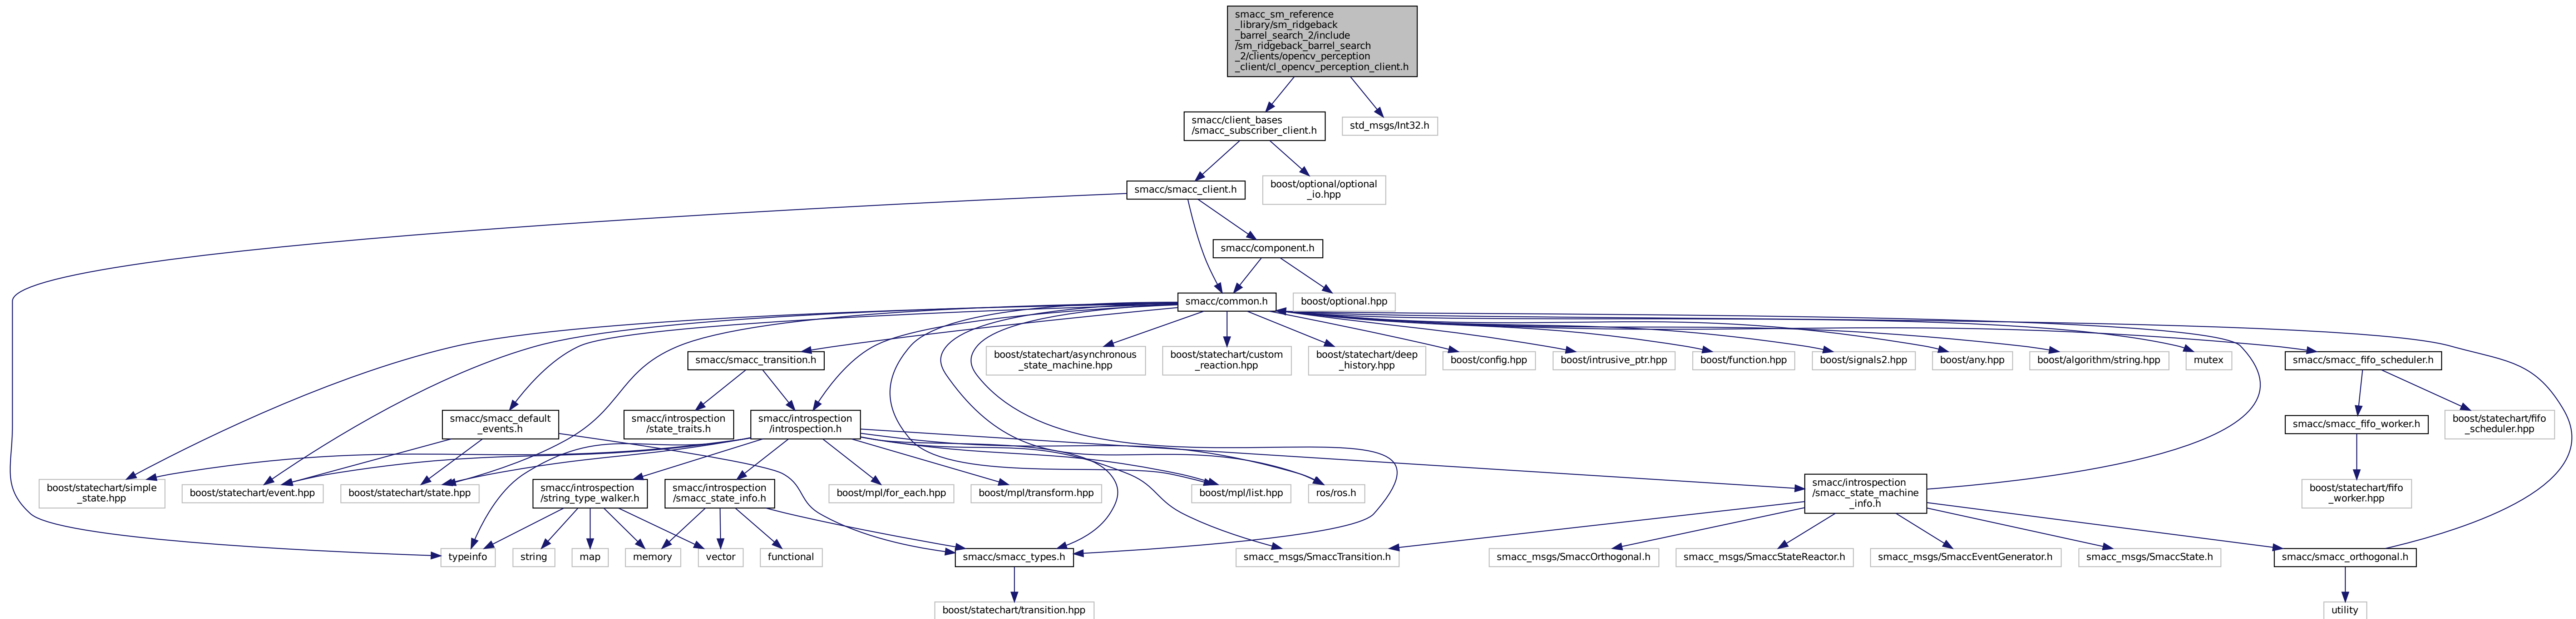 smacc_sm_reference
_library/sm_ridgeback
_barrel_search_2/include
/sm_ridgeback_barrel_search
_2/clients/opencv_perception
_client/cl_opencv_perception_client.h
smacc/client_bases
/smacc_subscriber_client.h
std_msgs/Int32.h
smacc/smacc_client.h
boost/optional/optional
_io.hpp
smacc/component.h
smacc/common.h
boost/optional.hpp
smacc/smacc_transition.h
boost/statechart/asynchronous
_state_machine.hpp
boost/statechart/custom
_reaction.hpp
boost/statechart/deep
_history.hpp
boost/config.hpp
boost/intrusive_ptr.hpp
boost/function.hpp
boost/signals2.hpp
boost/any.hpp
boost/algorithm/string.hpp
mutex
smacc/smacc_fifo_scheduler.h
smacc/smacc_default
_events.h
smacc/introspection
/state_traits.h
smacc/introspection
/introspection.h
smacc/smacc_fifo_worker.h
boost/statechart/fifo
_scheduler.hpp
boost/statechart/simple
_state.hpp
boost/statechart/event.hpp
boost/statechart/state.hpp
smacc/introspection
/string_type_walker.h
smacc/introspection
/smacc_state_info.h
boost/mpl/for_each.hpp
boost/mpl/transform.hpp
boost/mpl/list.hpp
ros/ros.h
smacc/introspection
/smacc_state_machine
_info.h
boost/statechart/fifo
_worker.hpp
typeinfo
string
map
memory
vector
functional
smacc/smacc_types.h
smacc_msgs/SmaccTransition.h
smacc_msgs/SmaccOrthogonal.h
smacc_msgs/SmaccStateReactor.h
smacc_msgs/SmaccEventGenerator.h
smacc_msgs/SmaccState.h
smacc/smacc_orthogonal.h
boost/statechart/transition.hpp
utility